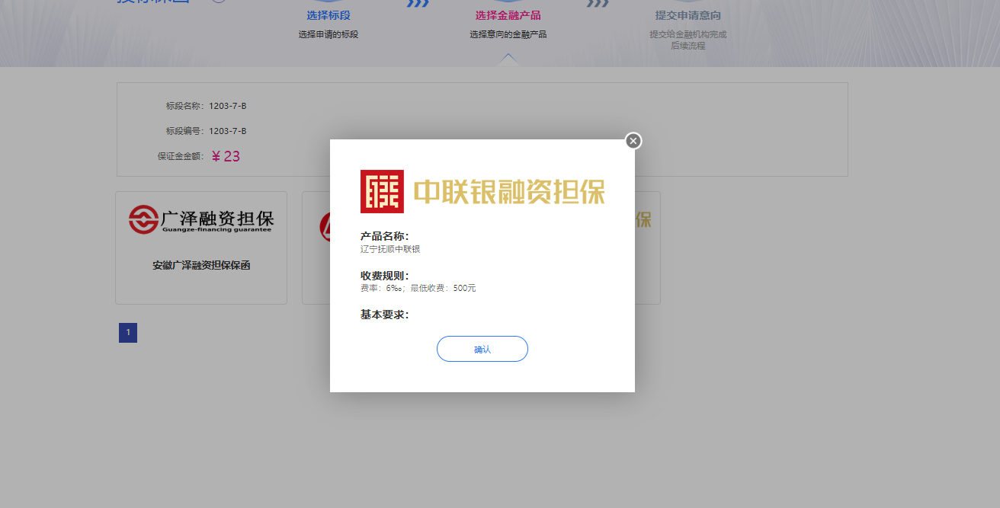 选择标段
选择金融产品
提交申请意向
选择申请的标段
选择意向的金融产品
提交给金融机构完成
后续流程
标段名称: 1203-7-B
标段编号: 1203-7-B
保证金金额: ¥ 23
广泽融资担保
Guangze-financing guarantee
安徽广泽融资担保保函
保
1
中联银融资担保
产品名称:
辽宁抚顺中联银
收费规则:
费率: 6‰; 最低收费: 500元
基本要求:
确认